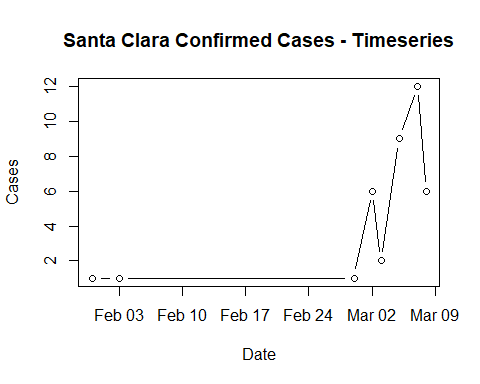 Santa Clara Confirmed Cases - Timeseries
Cases
12
10
8
6
4
2
Feb 03 Feb 10 Feb 17 Feb 24 Mar 02 Mar 09
Date